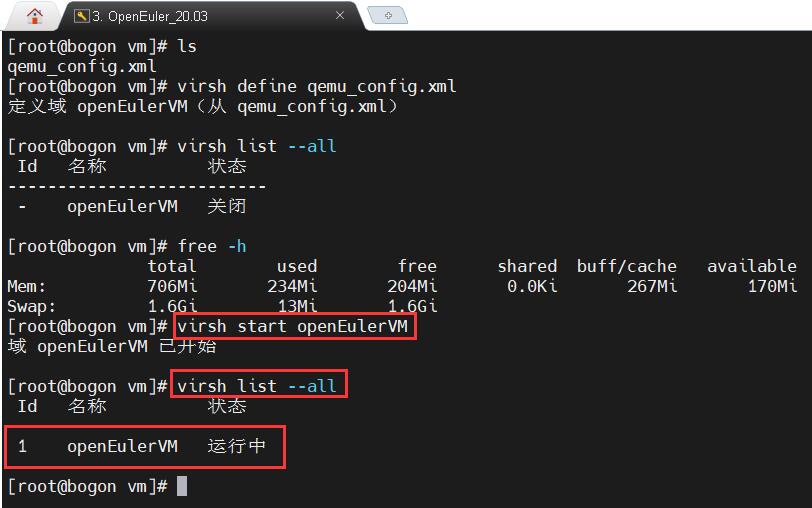 3. OpenEuler_20.03
[root@bogon vm]# ls
qemu_config.xml
[root@bogon vm]# virsh define qemu_config.xml
定义域 openEulerVM（从 qemu_config.xml）
[root@bogon vm]# virsh list --all
Id 名称 状态
--------------------------
- openEulerVM 关闭
[root@bogon vm]# free -h
total used free shared buff/cache available
Mem: 706Mi 234Mi 204Mi 0.0Ki 267Mi 170Mi
Swap: 1.6Gi 13Mi 1.6Gi
[root@bogon vm]# virsh start openEulerVM
域 openEulerVM 已开始
[root@bogon vm]# virsh list --all
Id 名称 状态
1 openEulerVM 运行中
[root@bogon vm]#